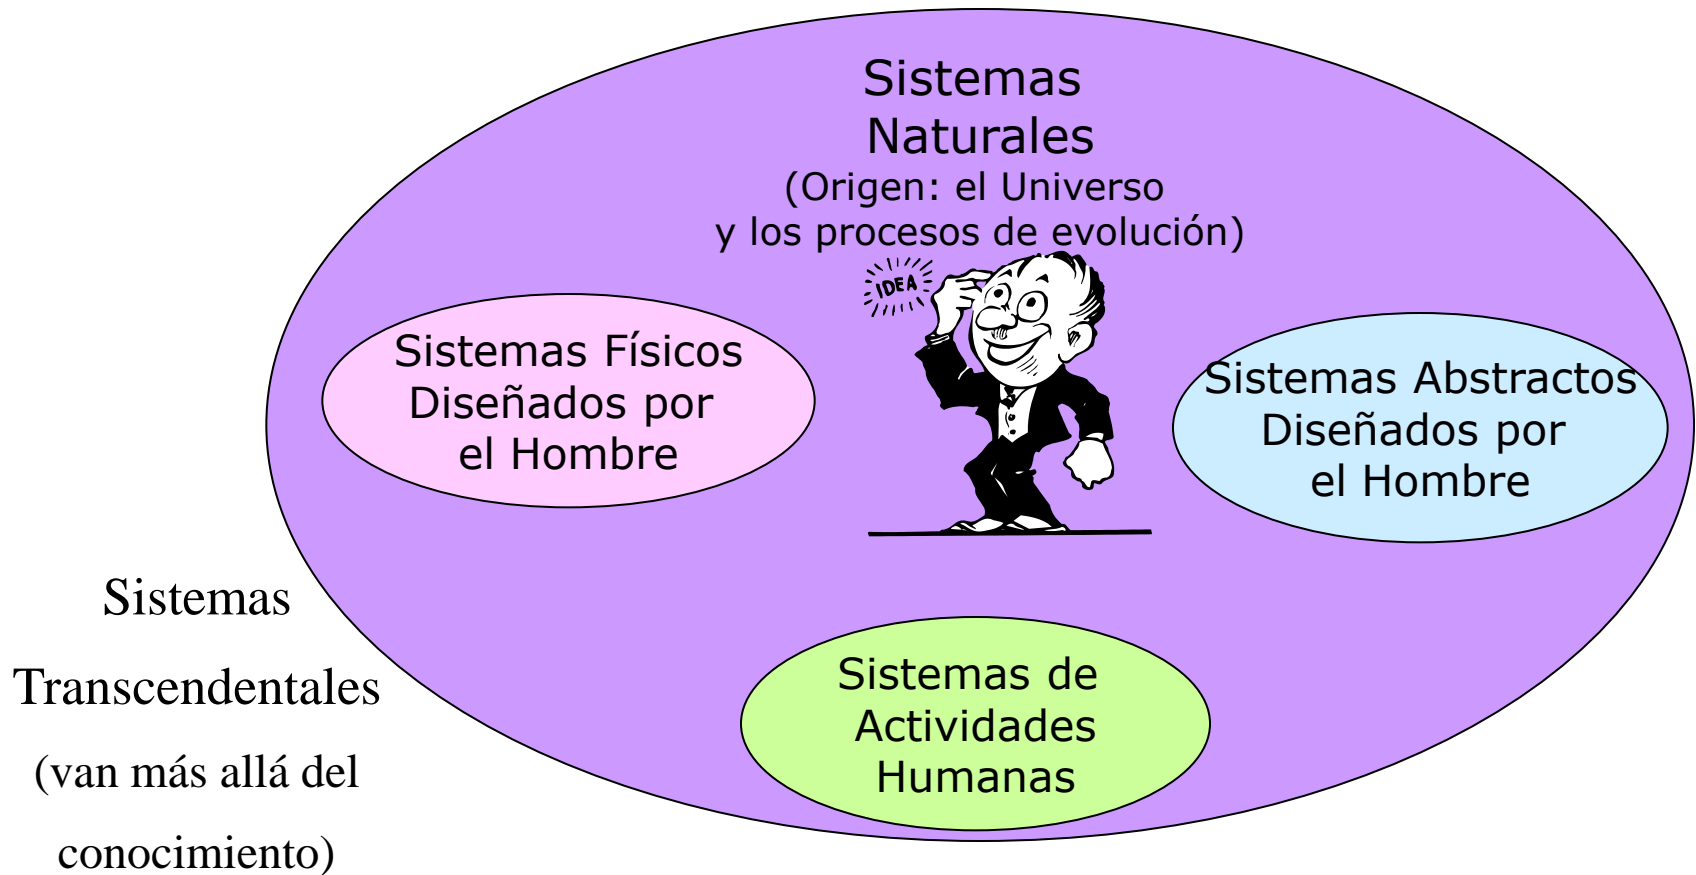 Sistemas
Naturales
(Origen: el Universo
y los procesos de evolución)
IDEA
Sistemas Físicos
Diseñados por
el Hombre
Sistemas Abstractos
Diseñados por
el Hombre
Sistemas
Transcendentales
(van más allá del
conocimiento)
Sistemas de
Actividades
Humanas